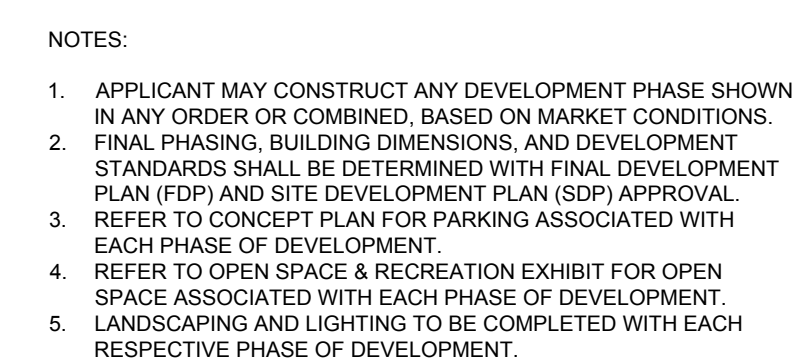 NOTES:
1. APPLICANT MAY CONSTRUCT ANY DEVELOPMENT PHASE SHOWN
IN ANY ORDER OR COMBINED, BASED ON MARKET CONDITIONS.
2. FINAL PHASING, BUILDING DIMENSIONS, AND DEVELOPMENT
STANDARDS SHALL BE DETERMINED WITH FINAL DEVELOPMENT
PLAN (FDP) AND SITE DEVELOPMENT PLAN (SDP) APPROVAL.
3. REFER TO CONCEPT PLAN FOR PARKING ASSOCIATED WITH
EACH PHASE OF DEVELOPMENT.
4. REFER TO OPEN SPACE & RECREATION EXHIBIT FOR OPEN
SPACE ASSOCIATED WITH EACH PHASE OF DEVELOPMENT.
5. LANDSCAPING AND LIGHTING TO BE COMPLETED WITH EACH
RESPECTIVE PHASE OF DEVELOPMENT.